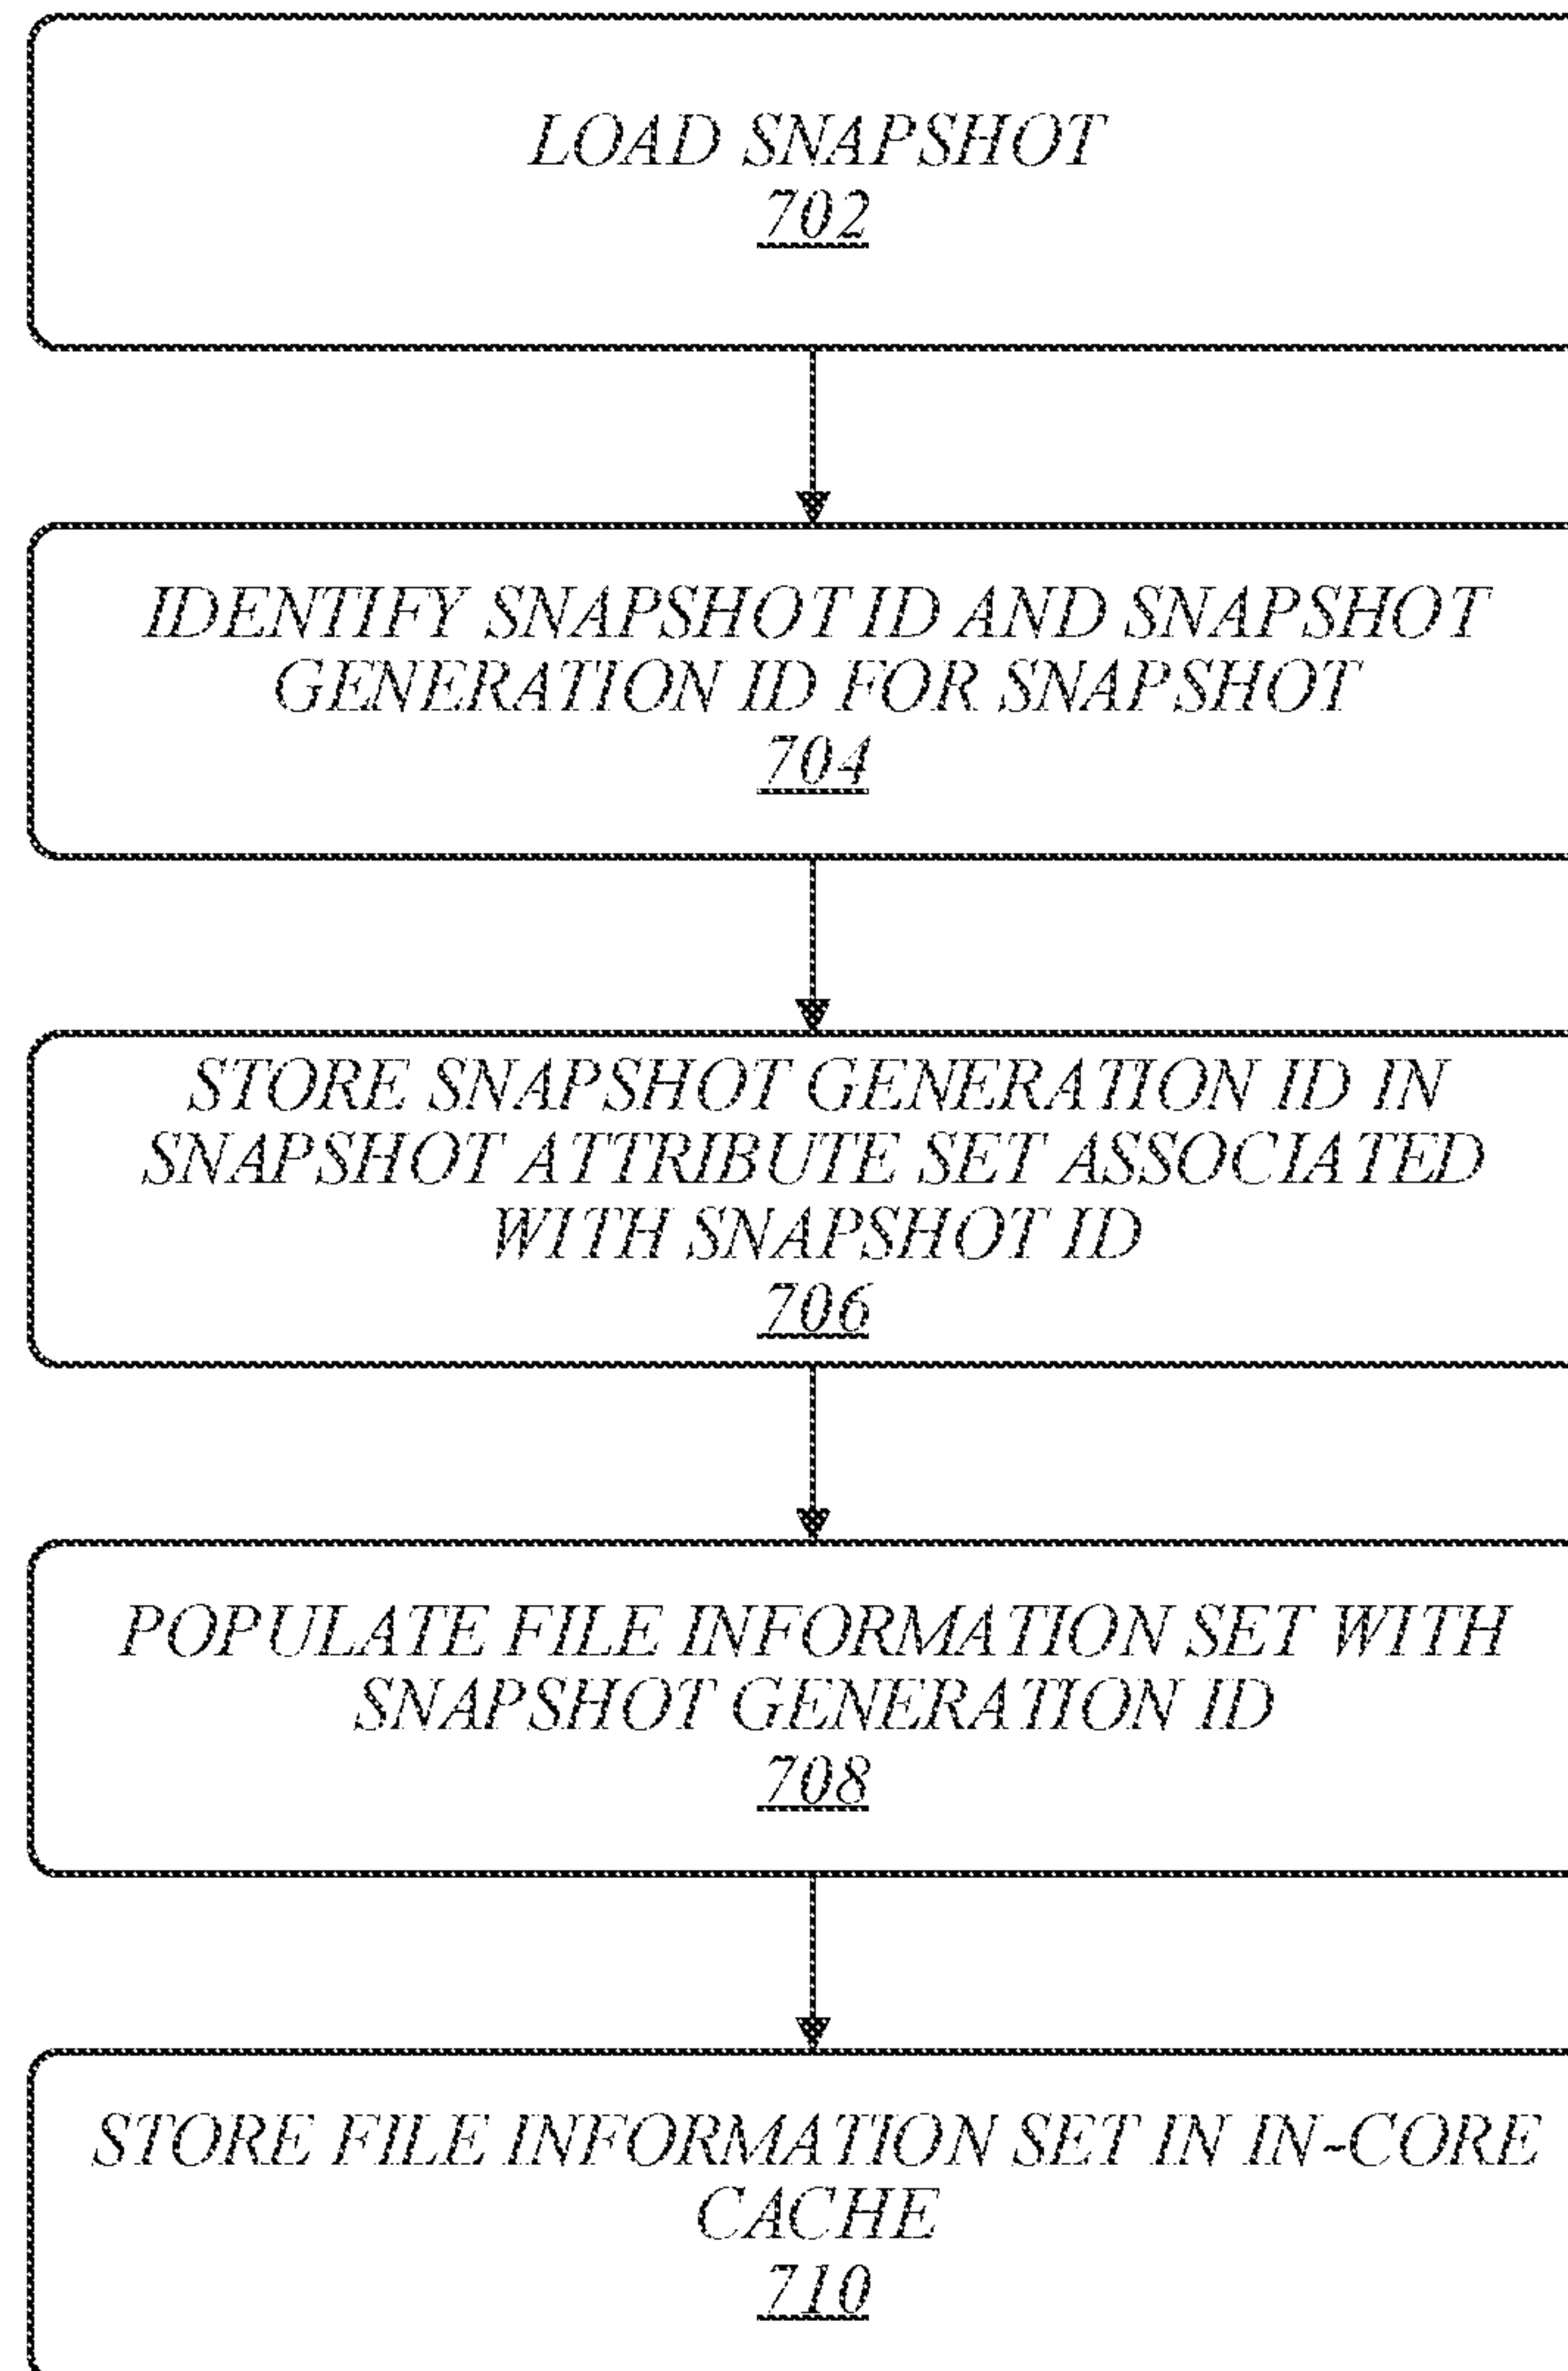 LOAD SNAPSHOT
702
IDENTIFY SNAPSHOT ID AND SNAPSHOT
GENERATION ID FOR SNAPSHOT
704
STORE SNAPSHOT GENERATION ID IN
SNAPSHOT ATTRIBUTE SET ASSOCIATED
WITH SNAPSHOT ID
706
POPULATE FILE INFORMATION SET WITH
SNAPSHOT GENERATION ID
708
STORE FILE INFORMATION SET IN IN-CORE
CACHE
710